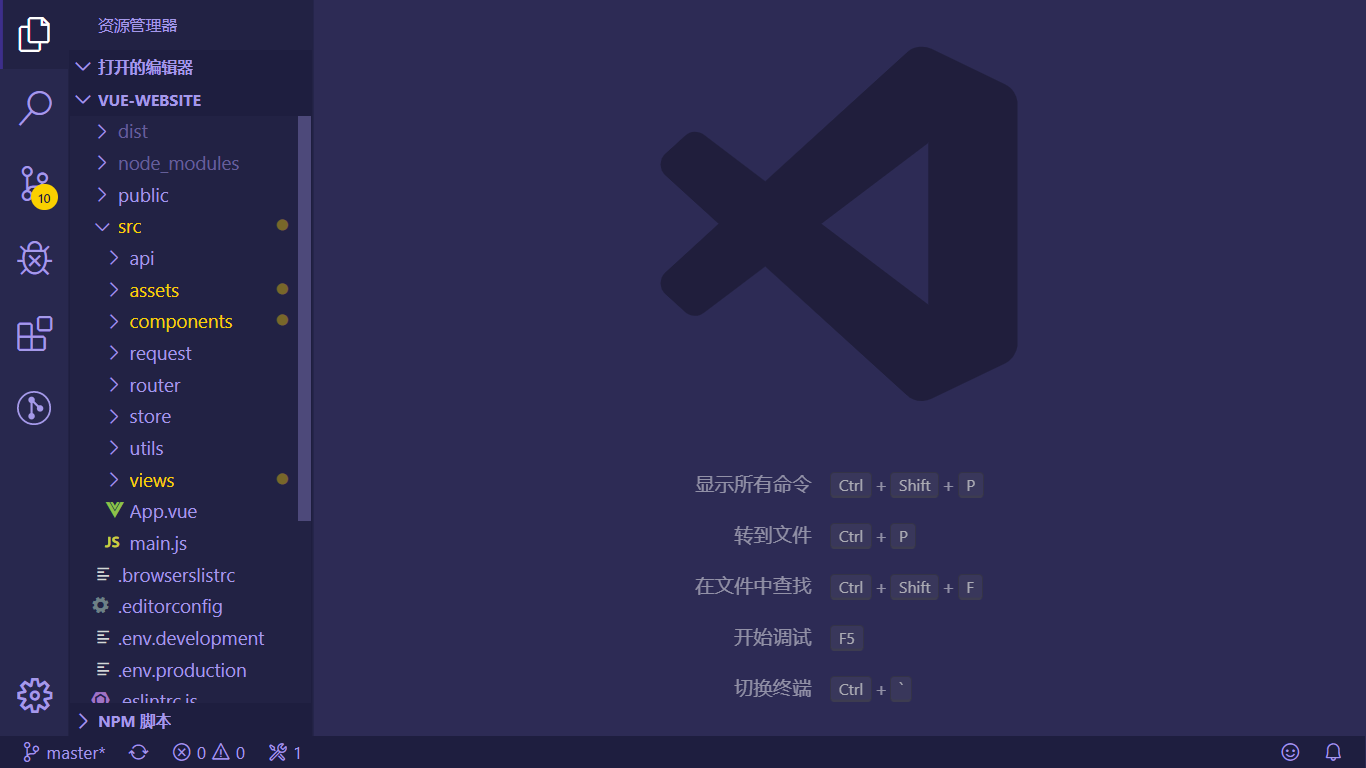 资源管理器
打开的编辑器
VUE-WEBSITE
dist
node_modules
public
src
api
assets
components
request
router
store
utils
views
App.vue
JS main.js
.browserslistrc
.editorconfig
.env.development
.env.production
.eslintrc.js
NPM 脚本
10
显示所有命令 Ctrl + Shift + P
转到文件 Ctrl + P
在文件中查找 Ctrl + Shift + F
开始调试 F5
切换终端 Ctrl + `
master* 0 0 1